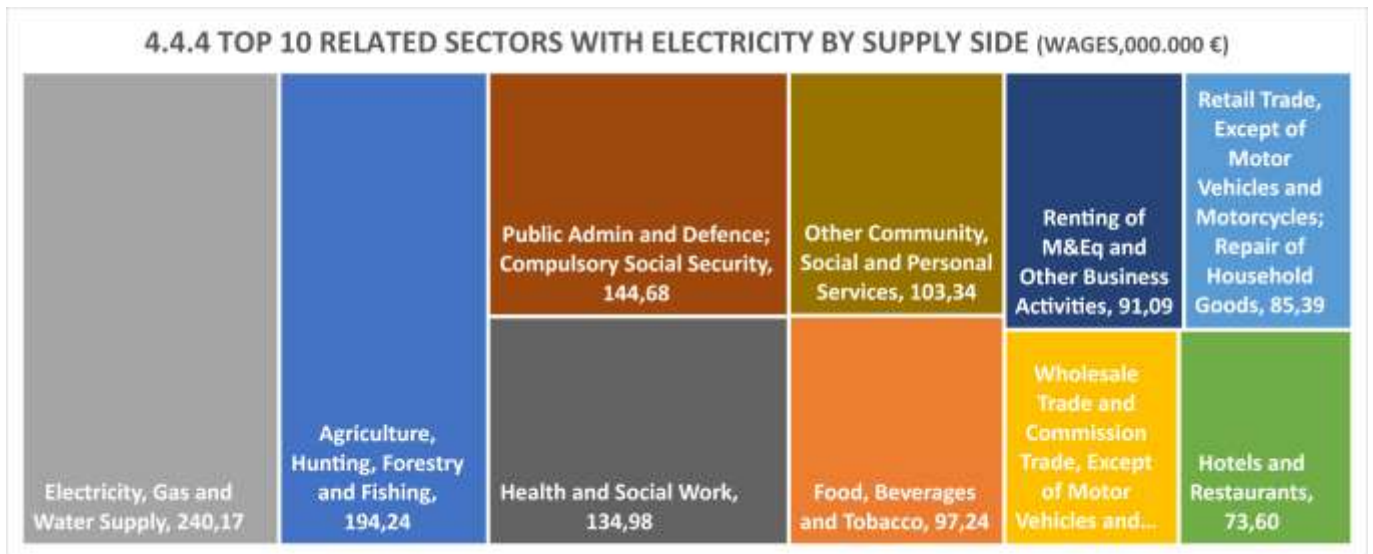 4.4.4 TOP 10 RELATED SECTORS WITH ELECTRICITY BY SUPPLY SIDE (WAGES,000.000 €)
Electricity, Gas and
Water Supply, 240,17
Agriculture,
Hunting, Forestry
and Fishing,
194,24
Public Admin and Defence;
Compulsory Social Security,
144,68
Health and Social Work,
134,98
Other Community,
Social and Personal
Services, 103,34
Food, Beverages
and Tobacco, 97,24
Renting of
M&Eq and
Other Business
Activities, 91,09
Retail Trade,
Except of
Motor
Vehicles and
Motorcycles;
Repair of
Household
Goods, 85,39
Wholesale
Trade and
Commission
Trade, Except
of Motor
Vehicles and...
Hotels and
Restaurants,
73,60